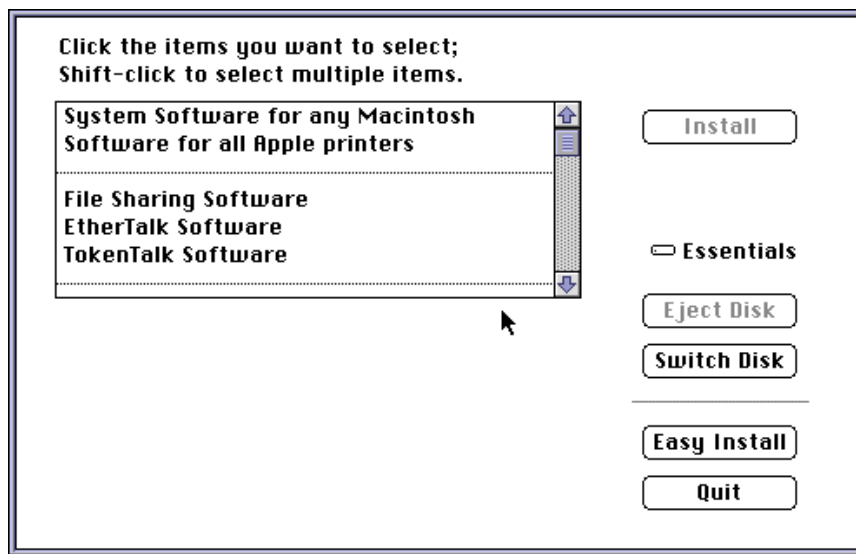 Click the items you want to select;
Shift-click to select multiple items.
System Software for any Macintosh
Software for all Apple printers
File Sharing Software
EtherTalk Software
TokenTalk Software
Install
Essentials
Eject Disk
Switch Disk
Easy Install
Quit